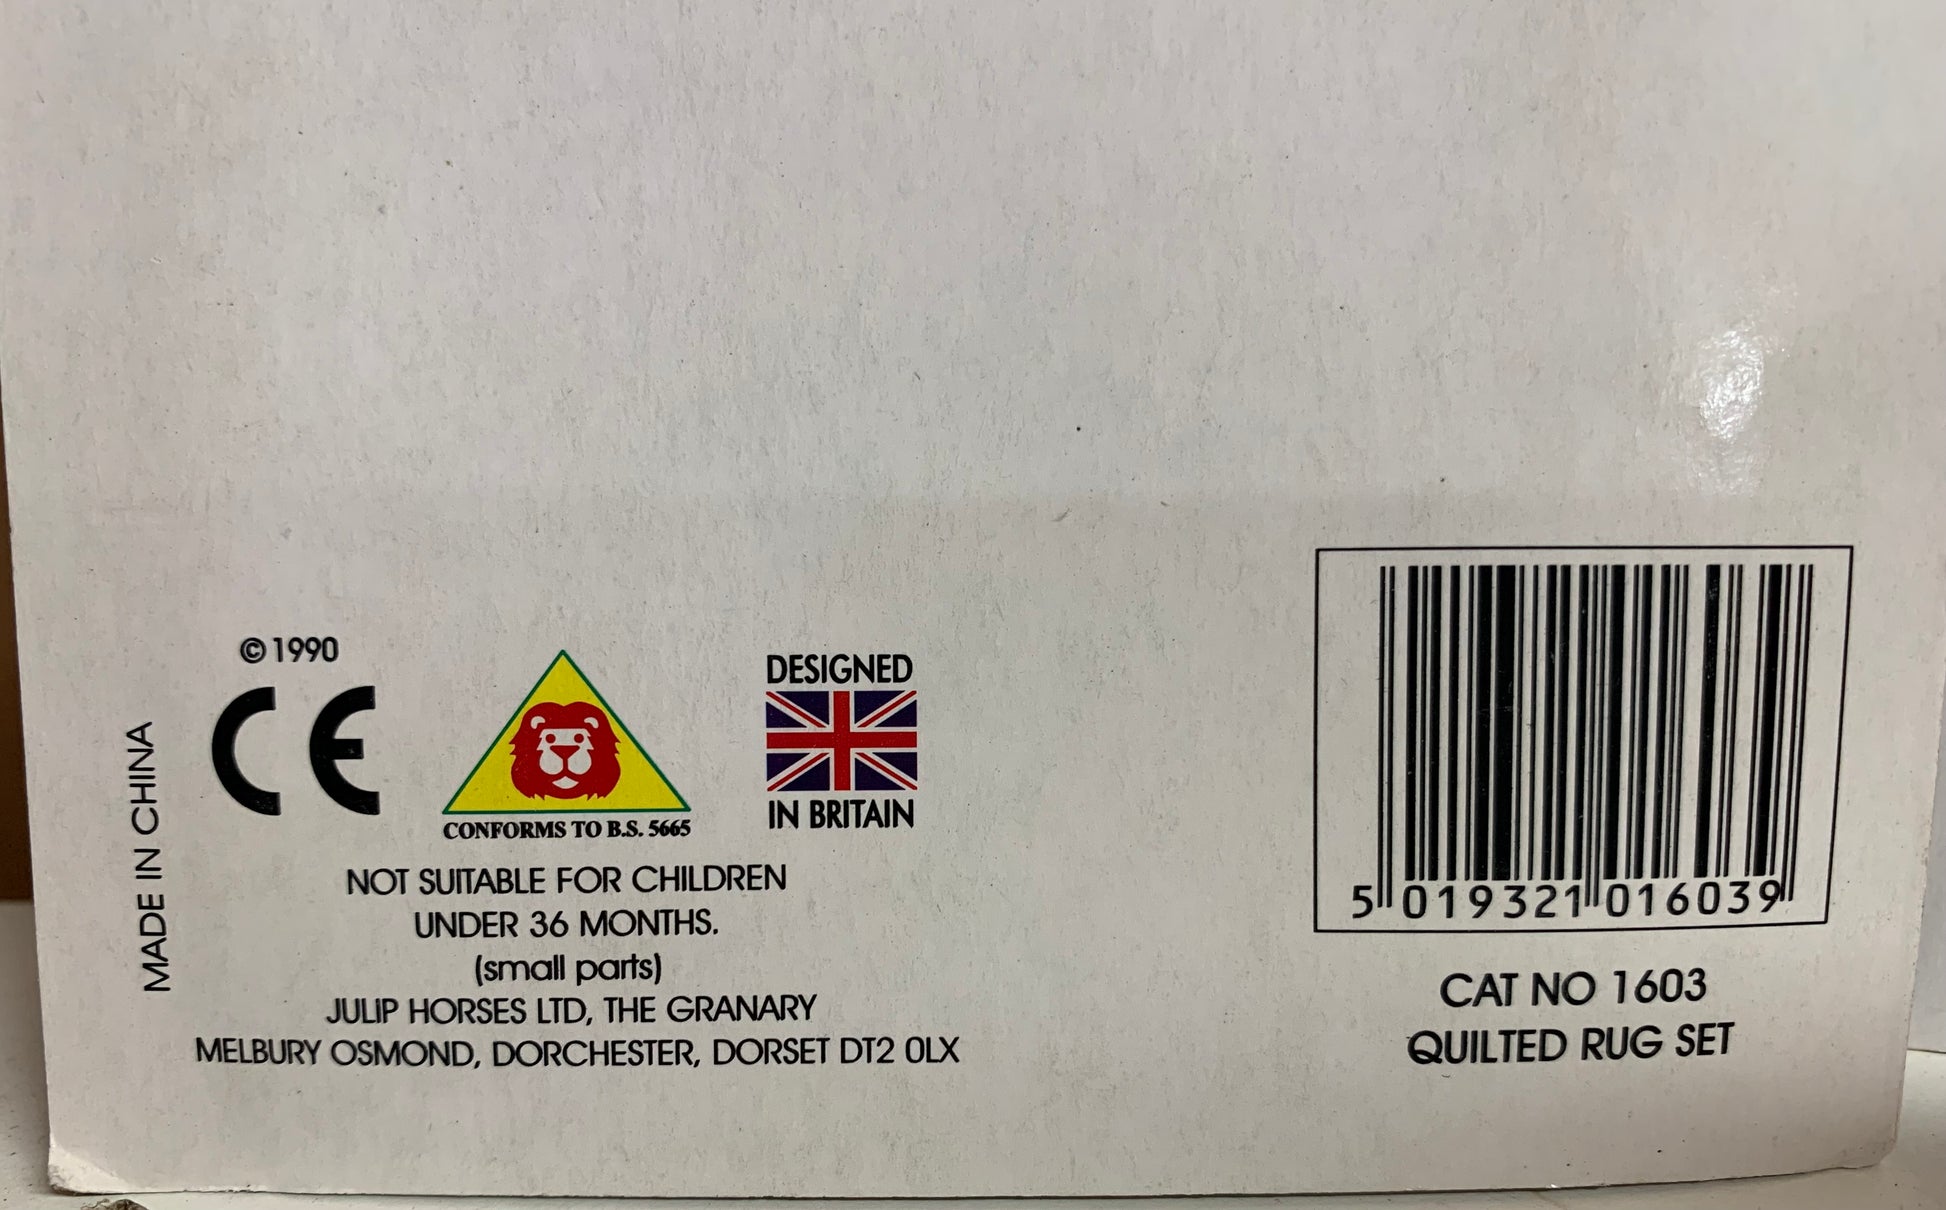 MADE IN CHINA
©1990
CE
CONFORMS TO B.S. 5665
DESIGNED
IN BRITAIN
NOT SUITABLE FOR CHILDREN
UNDER 36 MONTHS.
(small parts)
JULIP HORSES LTD, THE GRANARY
MELBURY OSMOND, DORCHESTER, DORSET DT2 0LX
5 019321 016039
CAT NO 1603
QUILTED RUG SET